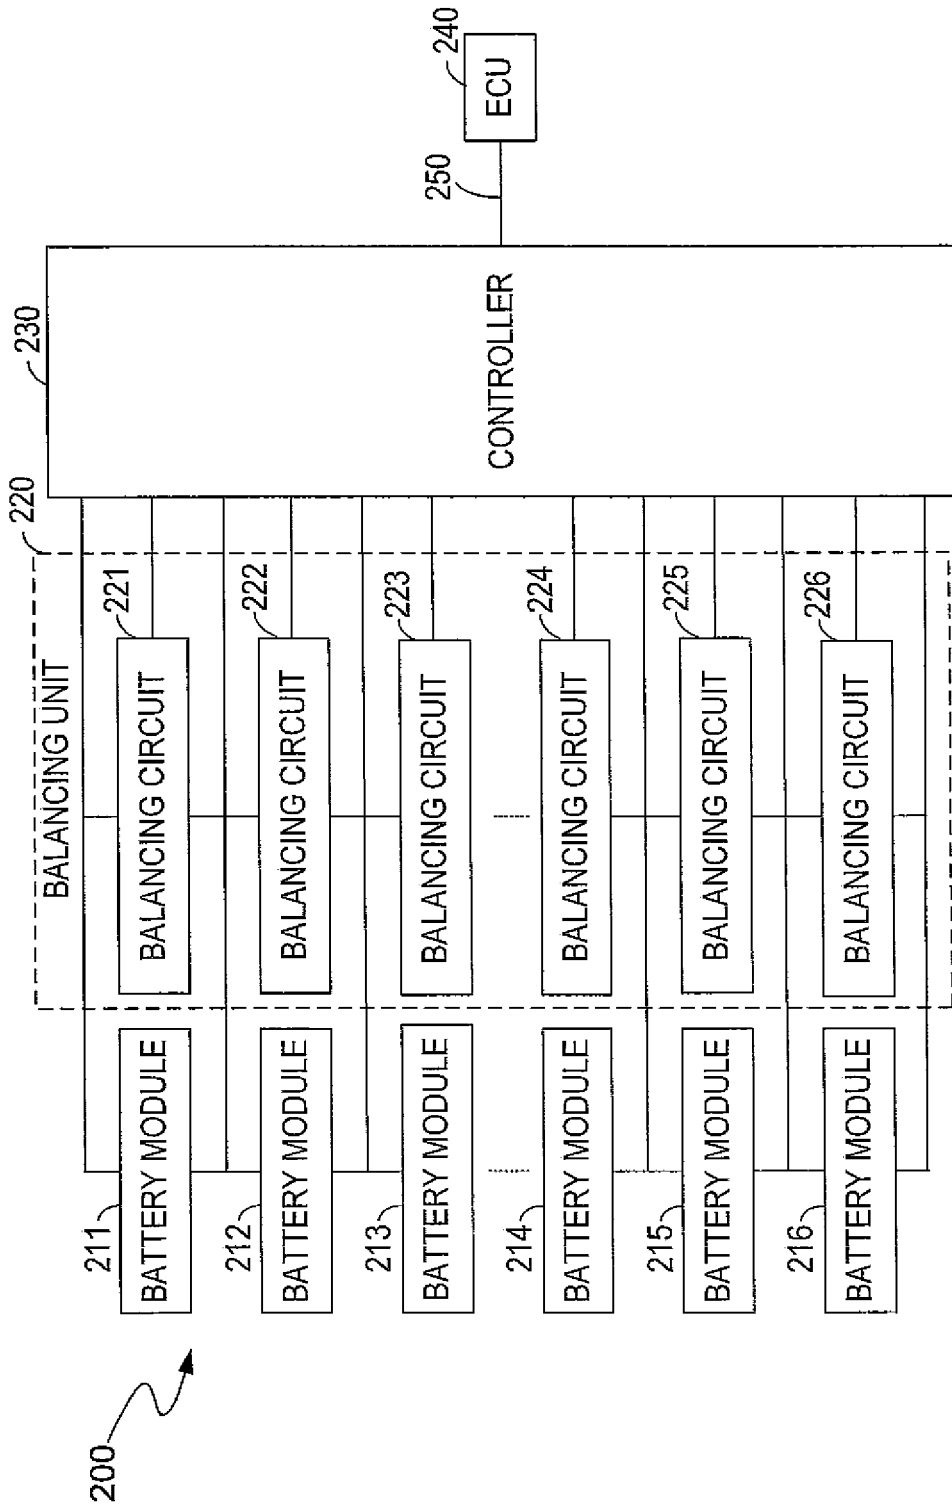 200
211
BATTERY MODULE
212
BATTERY MODULE
213
BATTERY MODULE
214
BATTERY MODULE
215
BATTERY MODULE
216
BATTERY MODULE
BALANCING UNIT
220
BALANCING CIRCUIT
221
BALANCING CIRCUIT
222
BALANCING CIRCUIT
223
BALANCING CIRCUIT
224
BALANCING CIRCUIT
225
BALANCING CIRCUIT
226
230
CONTROLLER
250
240
ECU